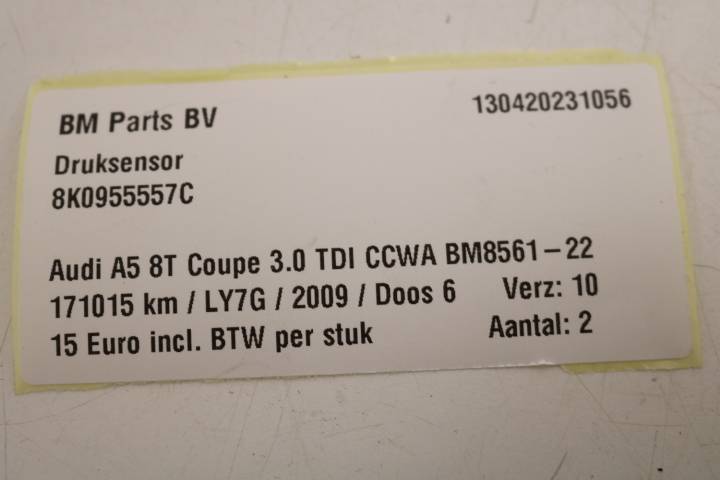 BM Parts BV 130420231056
Druksensor
8K0955557C
Audi A5 8T Coupe 3.0 TDI CCWA BM8561-22
171015 km / LY7G / 2009 / Doos 6 Verz: 10
15 Euro incl. BTW per stuk Aantal: 2